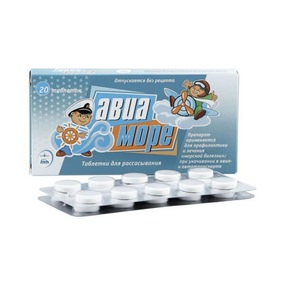 Отпускается без рецепта
20 таблеток
АВИА
МОРЕ
Таблетки для рассасывания
Препарат
применяется
для профилактики
и лечения
морской болезни;
при укачивании в авиа-
и автотранспорте